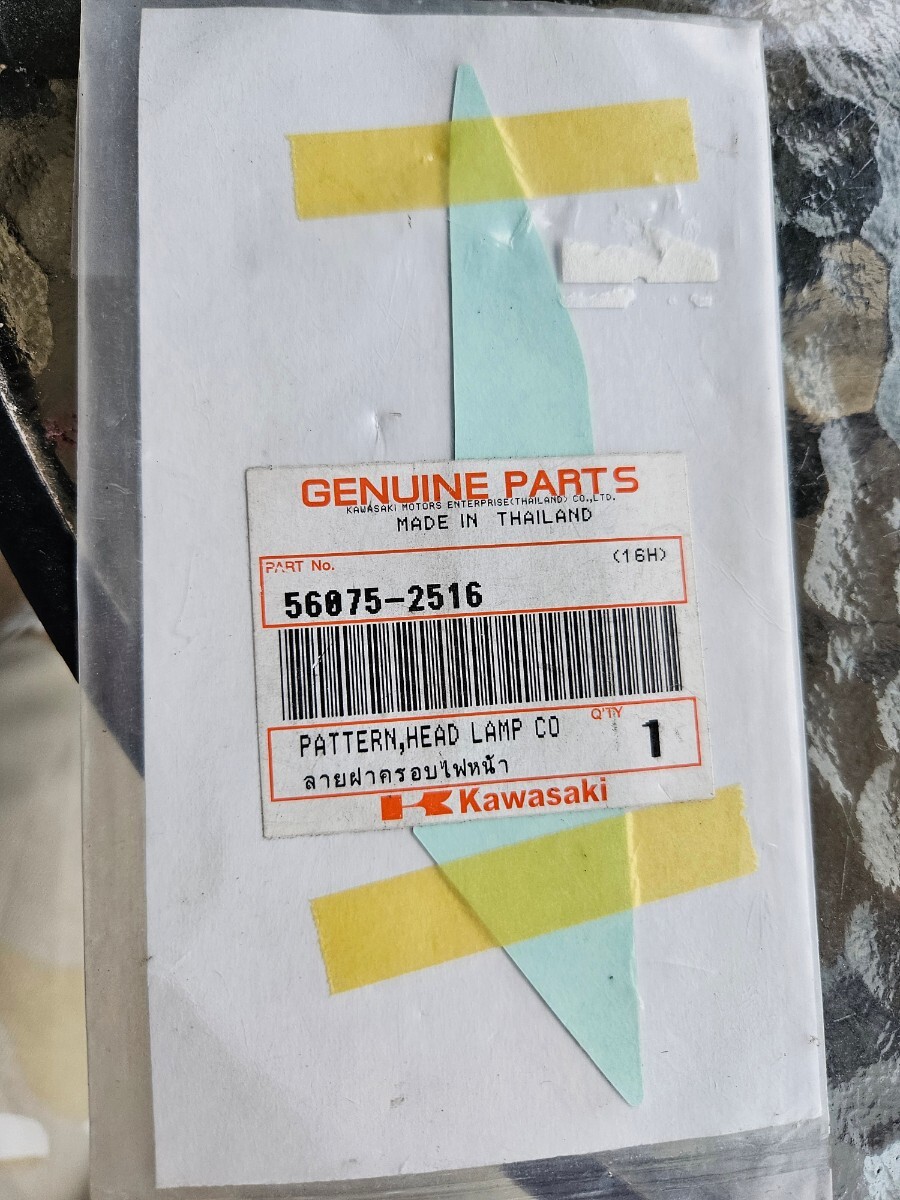 GENUINE PARTS
KAWASAKI MOTORS ENTERPRISE(THAILAND) CO.,LTD.
MADE IN THAILAND
PART No.
(16H)
56075-2516
PATTERN,HEAD LAMP CO
Q'TY
1
ลายฝาครอบไฟหน้า
Kawasaki